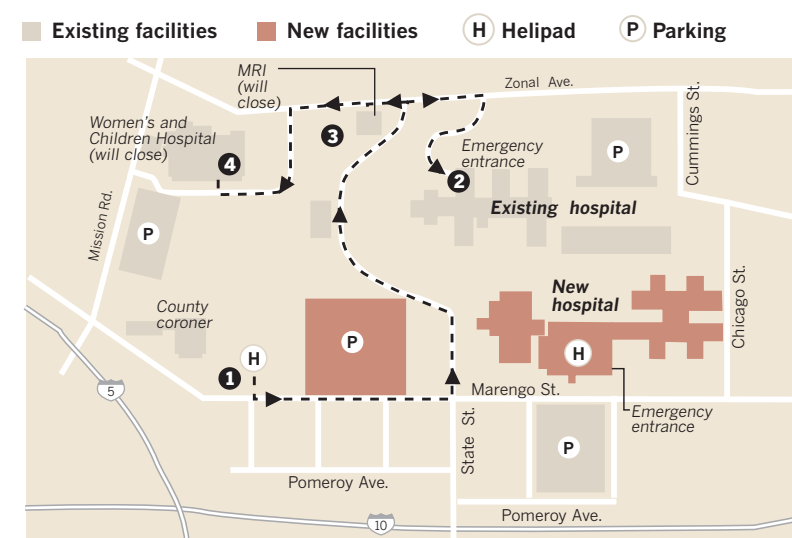 Existing facilities
New facilities
H Helipad
P Parking
MRI
(will
close)
Zonal Ave.
Women's and
Children Hospital
(will close)
3
4
Emergency
entrance
2
P
Cummings St.
Existing hospital
Mission Rd.
P
New
hospital
County
coroner
Chicago St.
H
P
H
1
5
Marengo St.
Emergency
entrance
State St.
P
Pomeroy Ave.
Pomeroy Ave.
10